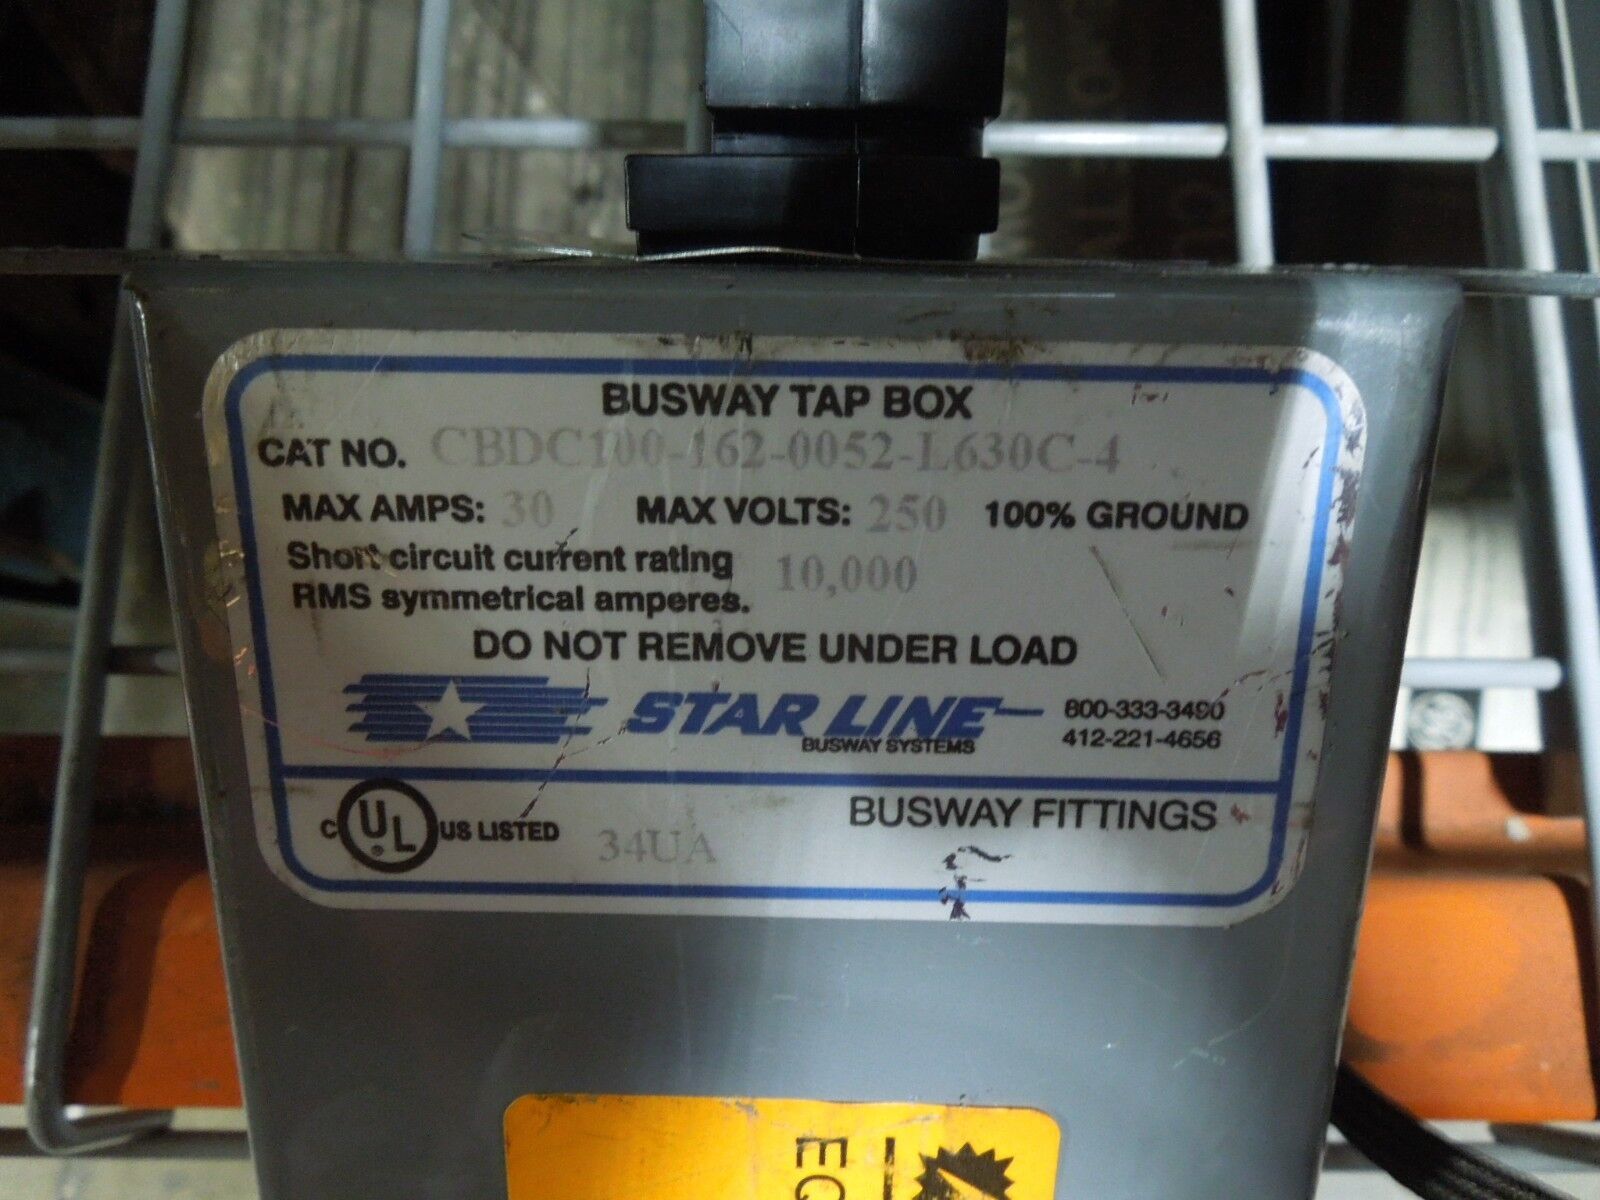 BUSWAY TAP BOX
CAT NO. CBDC100-162-0052-L630C-4
MAX AMPS: 30 MAX VOLTS: 250 100% GROUND
Short circuit current rating
RMS symmetrical amperes. 10,000
DO NOT REMOVE UNDER LOAD
STAR LINE
BUSWAY SYSTEMS
800-333-3490
412-221-4656
C UL ® US LISTED 34UA
BUSWAY FITTINGS